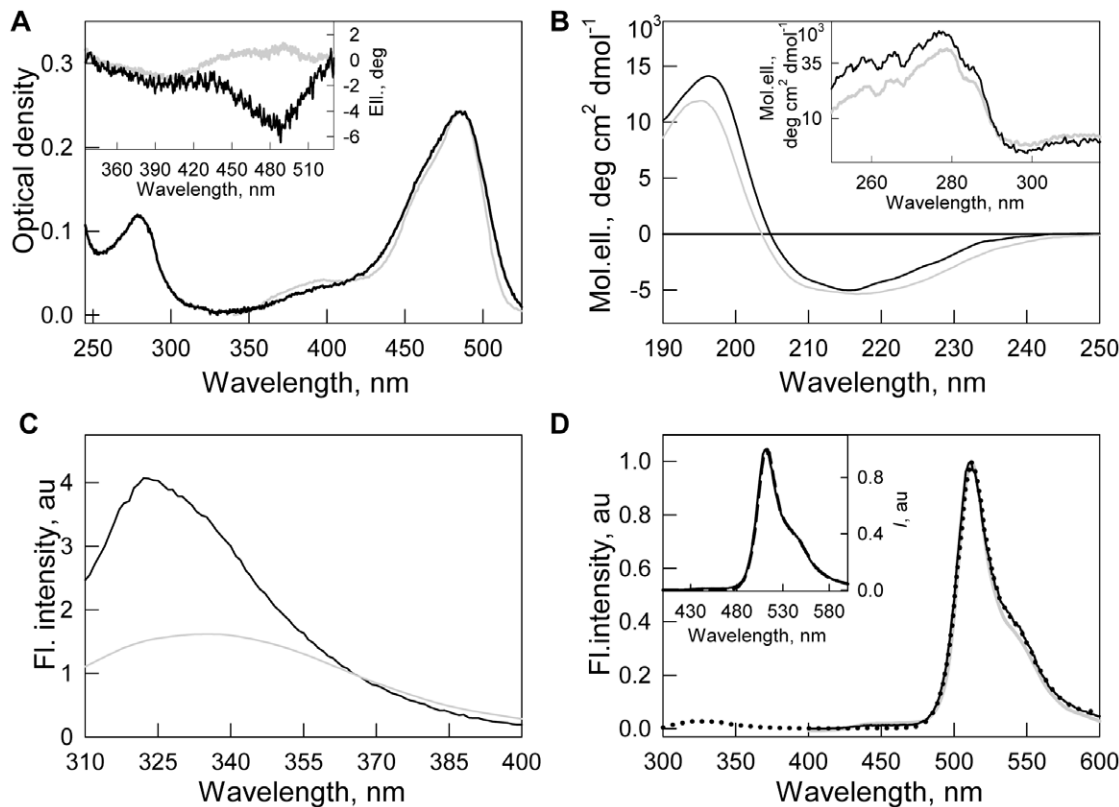 A
Optical density
0.3
0.2
0.1
0.0
250 300 350 400 450 500
Wavelength, nm
2
0
-2
-4
-6
Ell., deg
360 390 420 450 480 510
Wavelength, nm
B
Mol.ell., deg cm² dmol⁻¹
10³
15
10
5
0
-5
190 200 210 220 230 240 250
Wavelength, nm
Mol.ell.,
deg cm² dmol⁻¹
10³
35
10
260 280 300
Wavelength, nm
C
Fl. intensity, au
4
3
2
1
0
310 325 340 355 370 385 400
Wavelength, nm
D
Fl.intensity, au
1.0
0.8
0.6
0.4
0.2
0.0
300 350 400 450 500 550 600
Wavelength, nm
0.8
0.4
0.0
I, au
430 480 530 580
Wavelength, nm